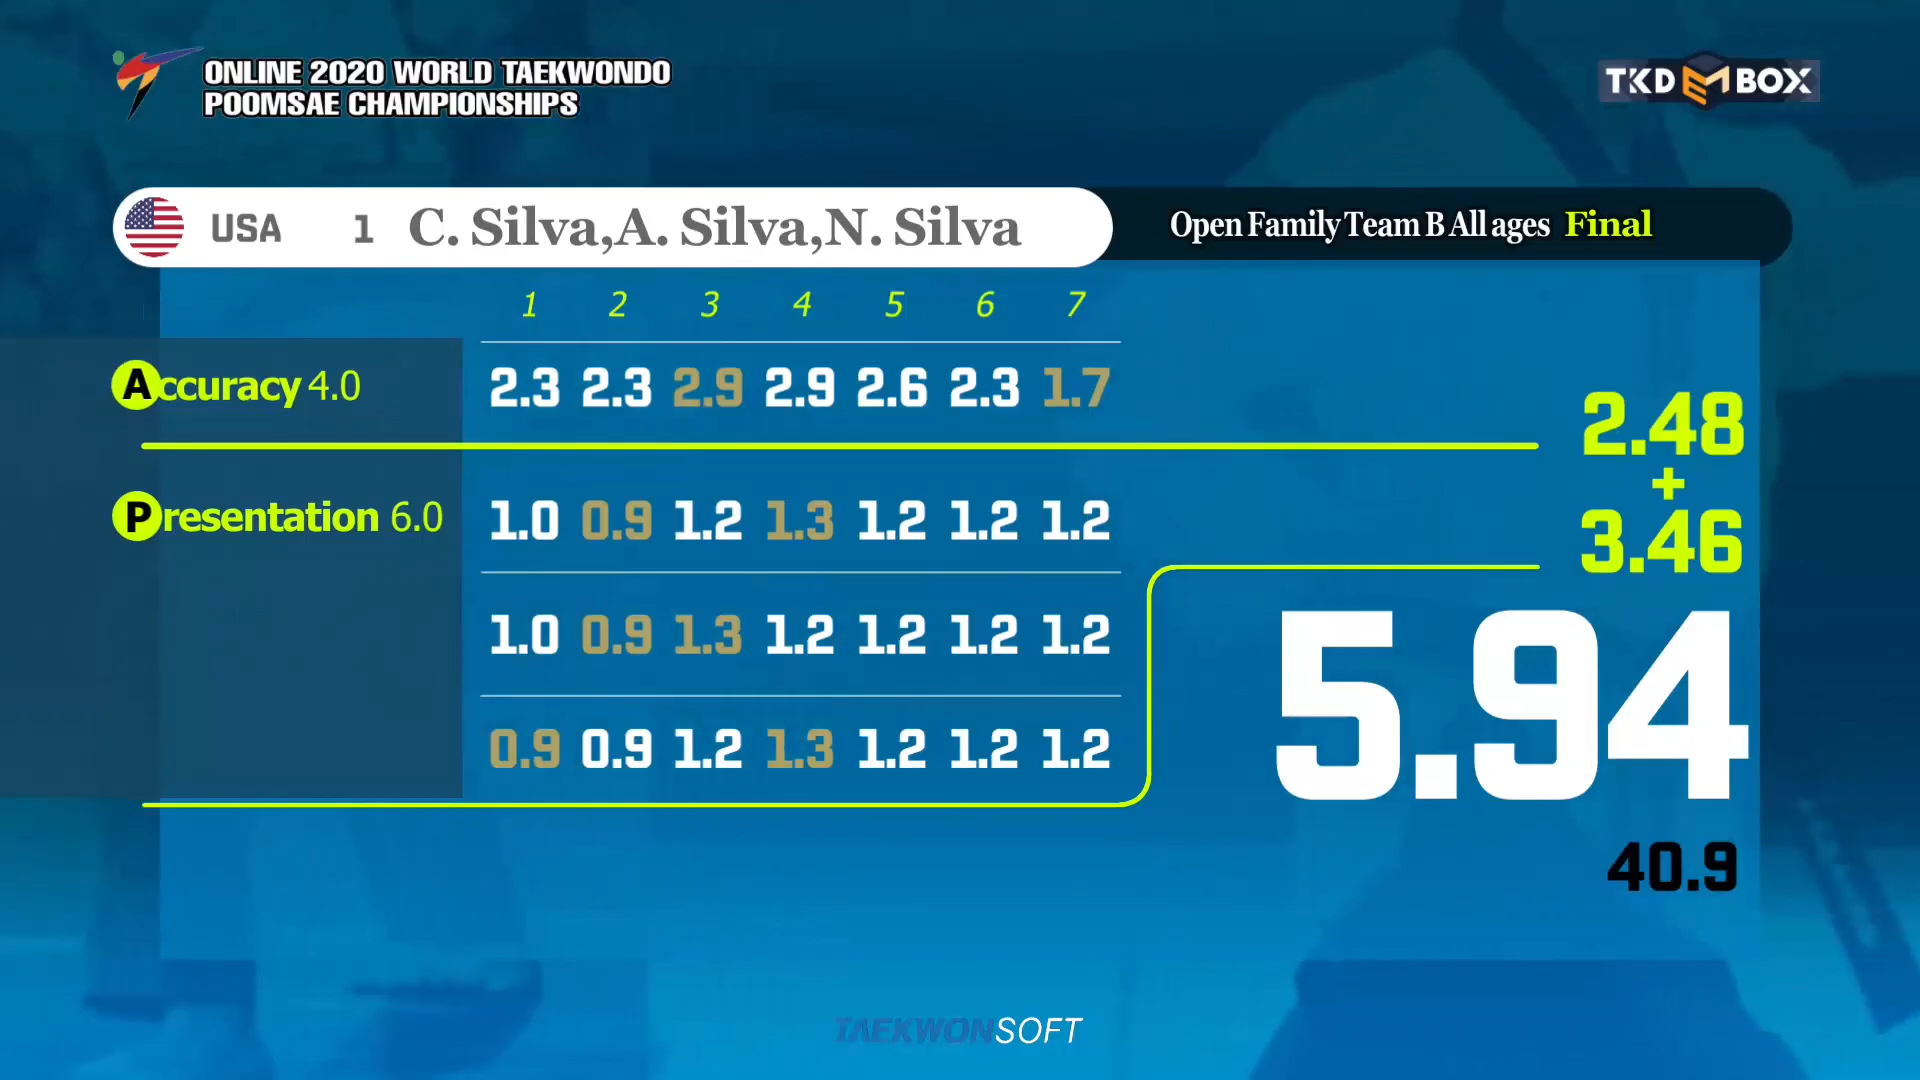 ONLINE 2020 WORLD TAEKWONDO
POOMSAE CHAMPIONSHIPS
TKD BOX
USA 1 C. Silva,A. Silva,N. Silva
Open Family Team B All ages Final
1 2 3 4 5 6 7
Accuracy 4.0 2.3 2.3 2.9 2.9 2.6 2.3 1.7
2.48
+
Presentation 6.0 1.0 0.9 1.2 1.3 1.2 1.2 1.2
3.46
1.0 0.9 1.3 1.2 1.2 1.2 1.2
5.94
0.9 0.9 1.2 1.3 1.2 1.2 1.2
40.9
TAEKWONSOFT